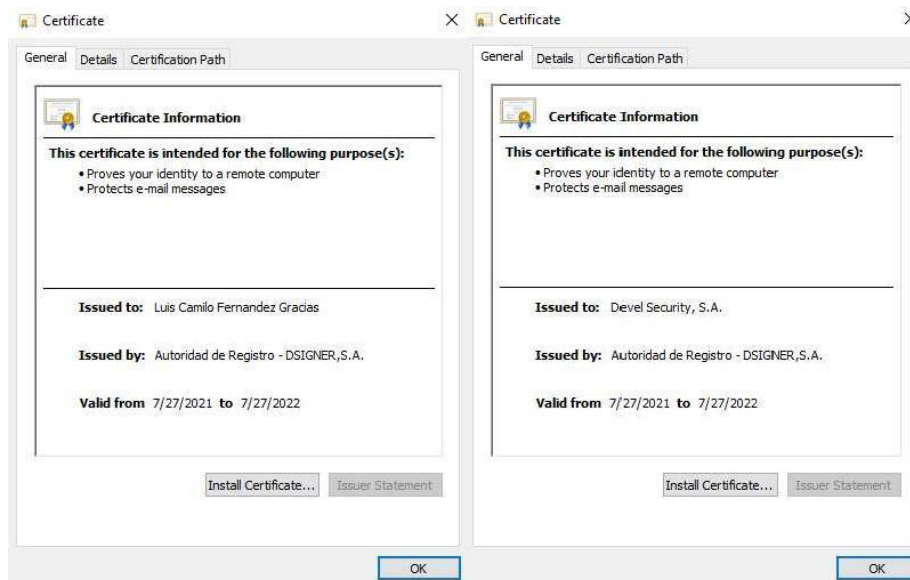 Certificate
General Details Certification Path
Certificate Information
This certificate is intended for the following purpose(s):
• Proves your identity to a remote computer
• Protects e-mail messages
Issued to: Luis Camilo Fernandez Gracias
Issued by: Autoridad de Registro - DSIGNER,S.A.
Valid from 7/27/2021 to 7/27/2022
Install Certificate... Issuer Statement
OK
Certificate
General Details Certification Path
Certificate Information
This certificate is intended for the following purpose(s):
• Proves your identity to a remote computer
• Protects e-mail messages
Issued to: Devel Security, S.A.
Issued by: Autoridad de Registro - DSIGNER,S.A.
Valid from 7/27/2021 to 7/27/2022
Install Certificate... Issuer Statement
OK